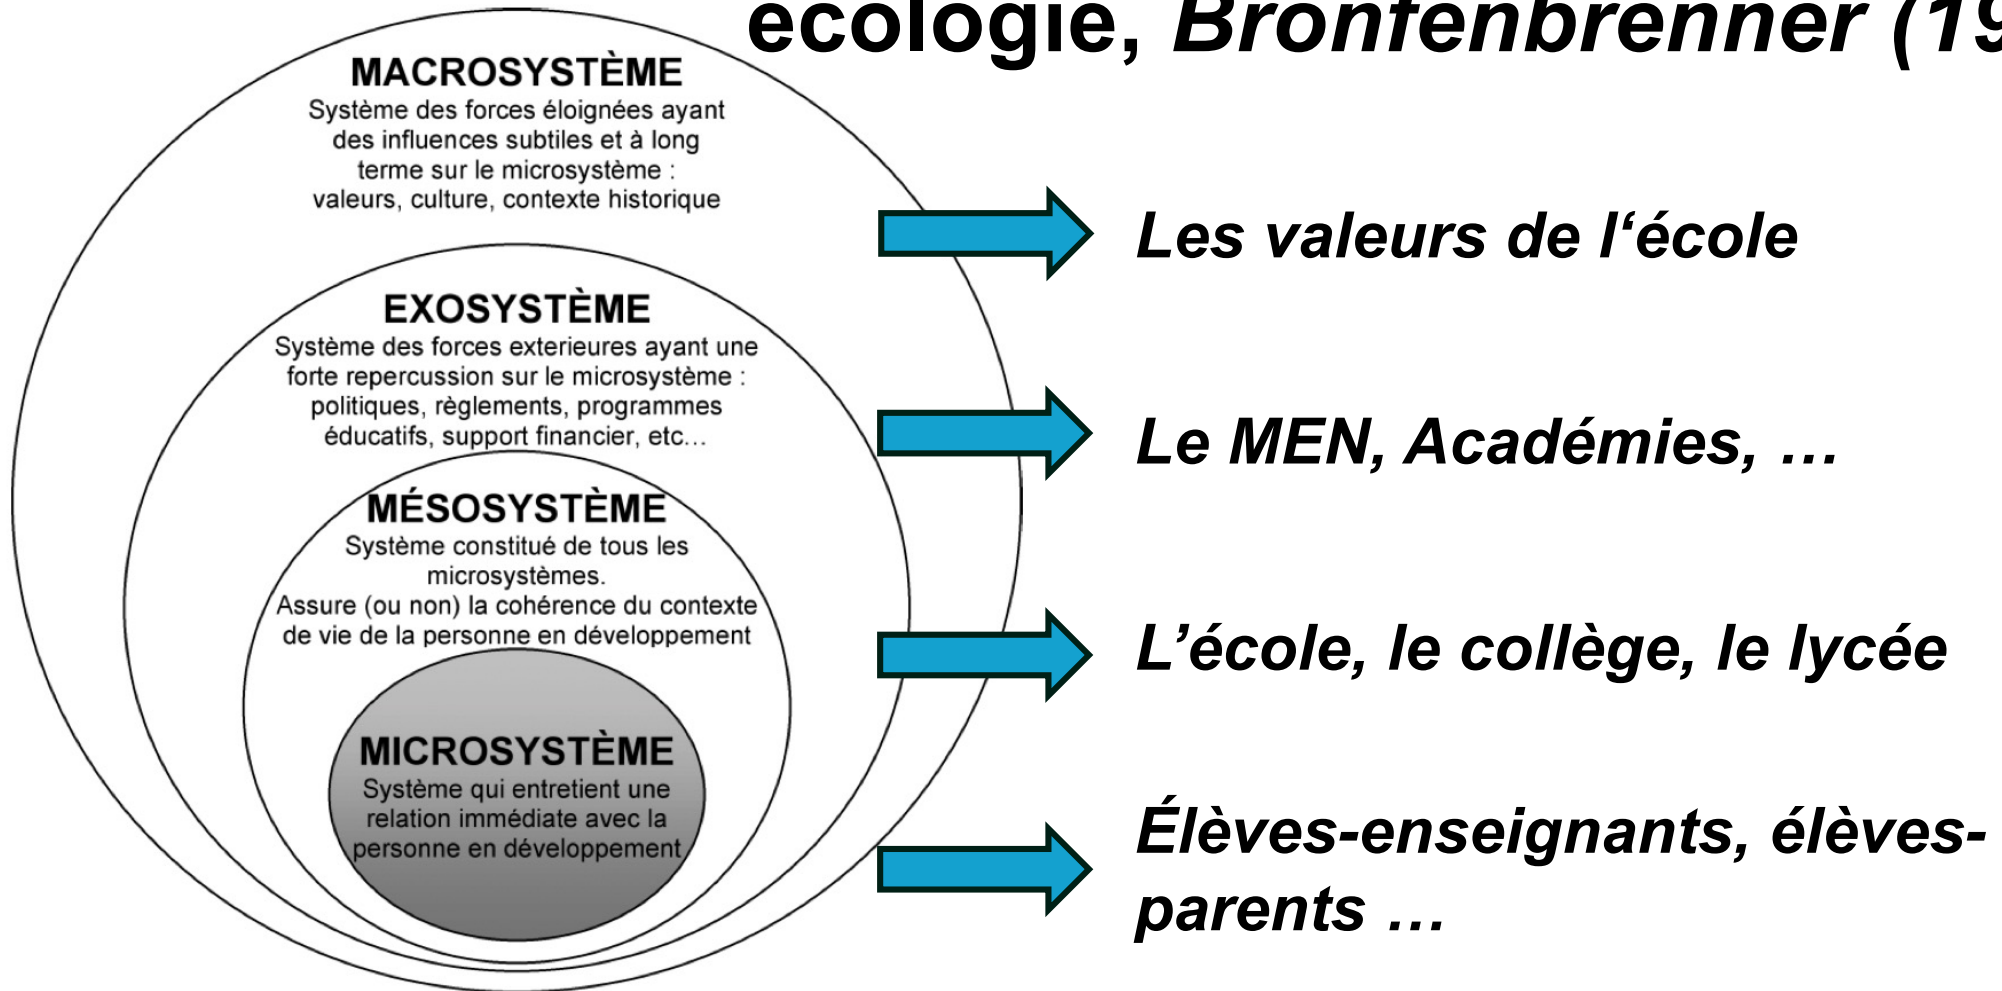 écologie, Bronfenbrenner (19
MACROSYSTÈME
Système des forces éloignées ayant
des influences subtiles et à long
terme sur le microsystème :
valeurs, culture, contexte historique
Les valeurs de l‘école
EXOSYSTÈME
Système des forces exterieures ayant une
forte repercussion sur le microsystème :
politiques, règlements, programmes
éducatifs, support financier, etc…
Le MEN, Académies, …
MÉSOSYSTÈME
Système constitué de tous les
microsystèmes.
Assure (ou non) la cohérence du contexte
de vie de la personne en développement
L’école, le collège, le lycée
MICROSYSTÈME
Système qui entretient une
relation immédiate avec la
personne en développement
Élèves-enseignants, élèves-
parents …